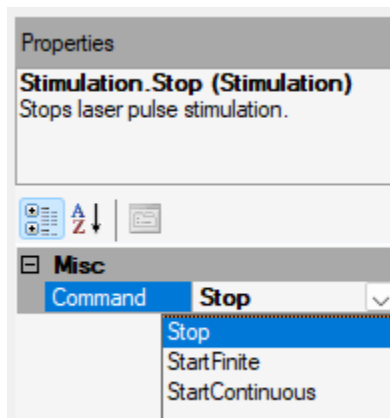 Properties
Stimulation.Stop (Stimulation)
Stops laser pulse stimulation.
A
Z
Misc
Command Stop
Stop
StartFinite
StartContinuous